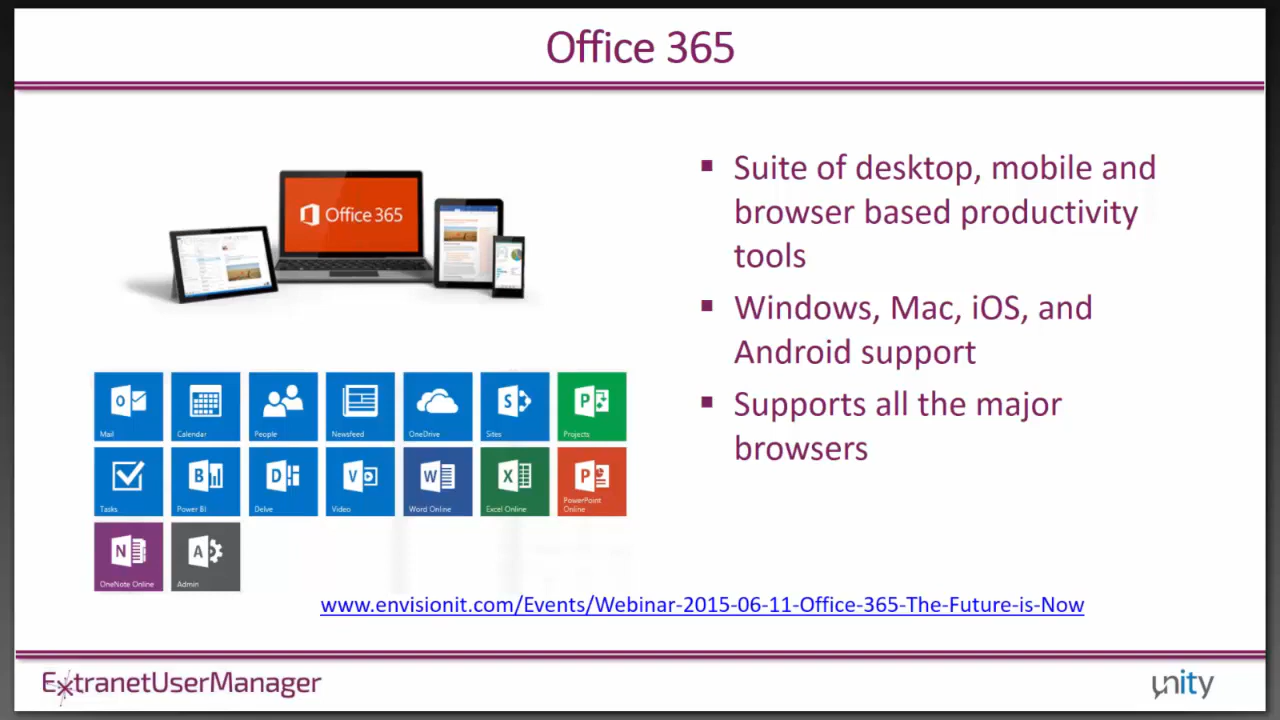 Office 365
Office 365
Suite of desktop, mobile and
browser based productivity
tools
Windows, Mac, iOS, and
Android support
Supports all the major
browsers
Mail
Calendar
People
Newsfeed
OneDrive
Sites
Projects
Tasks
Power BI
Delve
Video
Word Online
Excel Online
PowerPoint
Online
OneNote Online
Admin
www.envisionit.com/Events/Webinar-2015-06-11-Office-365-The-Future-is-Now
ExtranetUserManager
unity